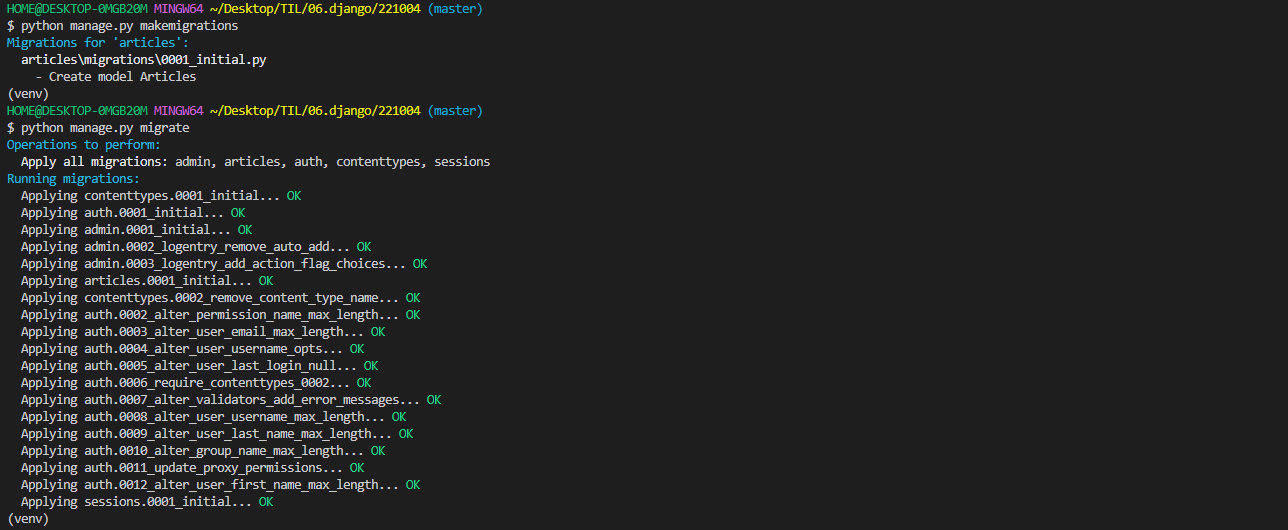 HOME@DESKTOP-0MGB20M MINGW64 ~/Desktop/TIL/06.django/221004 (master)
$ python manage.py makemigrations
Migrations for 'articles':
  articles\migrations\0001_initial.py
    - Create model Articles
(venv)
HOME@DESKTOP-0MGB20M MINGW64 ~/Desktop/TIL/06.django/221004 (master)
$ python manage.py migrate
Operations to perform:
  Apply all migrations: admin, articles, auth, contenttypes, sessions
Running migrations:
  Applying contenttypes.0001_initial... OK
  Applying auth.0001_initial... OK
  Applying admin.0001_initial... OK
  Applying admin.0002_logentry_remove_auto_add... OK
  Applying admin.0003_logentry_add_action_flag_choices... OK
  Applying articles.0001_initial... OK
  Applying contenttypes.0002_remove_content_type_name... OK
  Applying auth.0002_alter_permission_name_max_length... OK
  Applying auth.0003_alter_user_email_max_length... OK
  Applying auth.0004_alter_user_username_opts... OK
  Applying auth.0005_alter_user_last_login_null... OK
  Applying auth.0006_require_contenttypes_0002... OK
  Applying auth.0007_alter_validators_add_error_messages... OK
  Applying auth.0008_alter_user_username_max_length... OK
  Applying auth.0009_alter_user_last_name_max_length... OK
  Applying auth.0010_alter_group_name_max_length... OK
  Applying auth.0011_update_proxy_permissions... OK
  Applying auth.0012_alter_user_first_name_max_length... OK
  Applying sessions.0001_initial... OK
(venv)